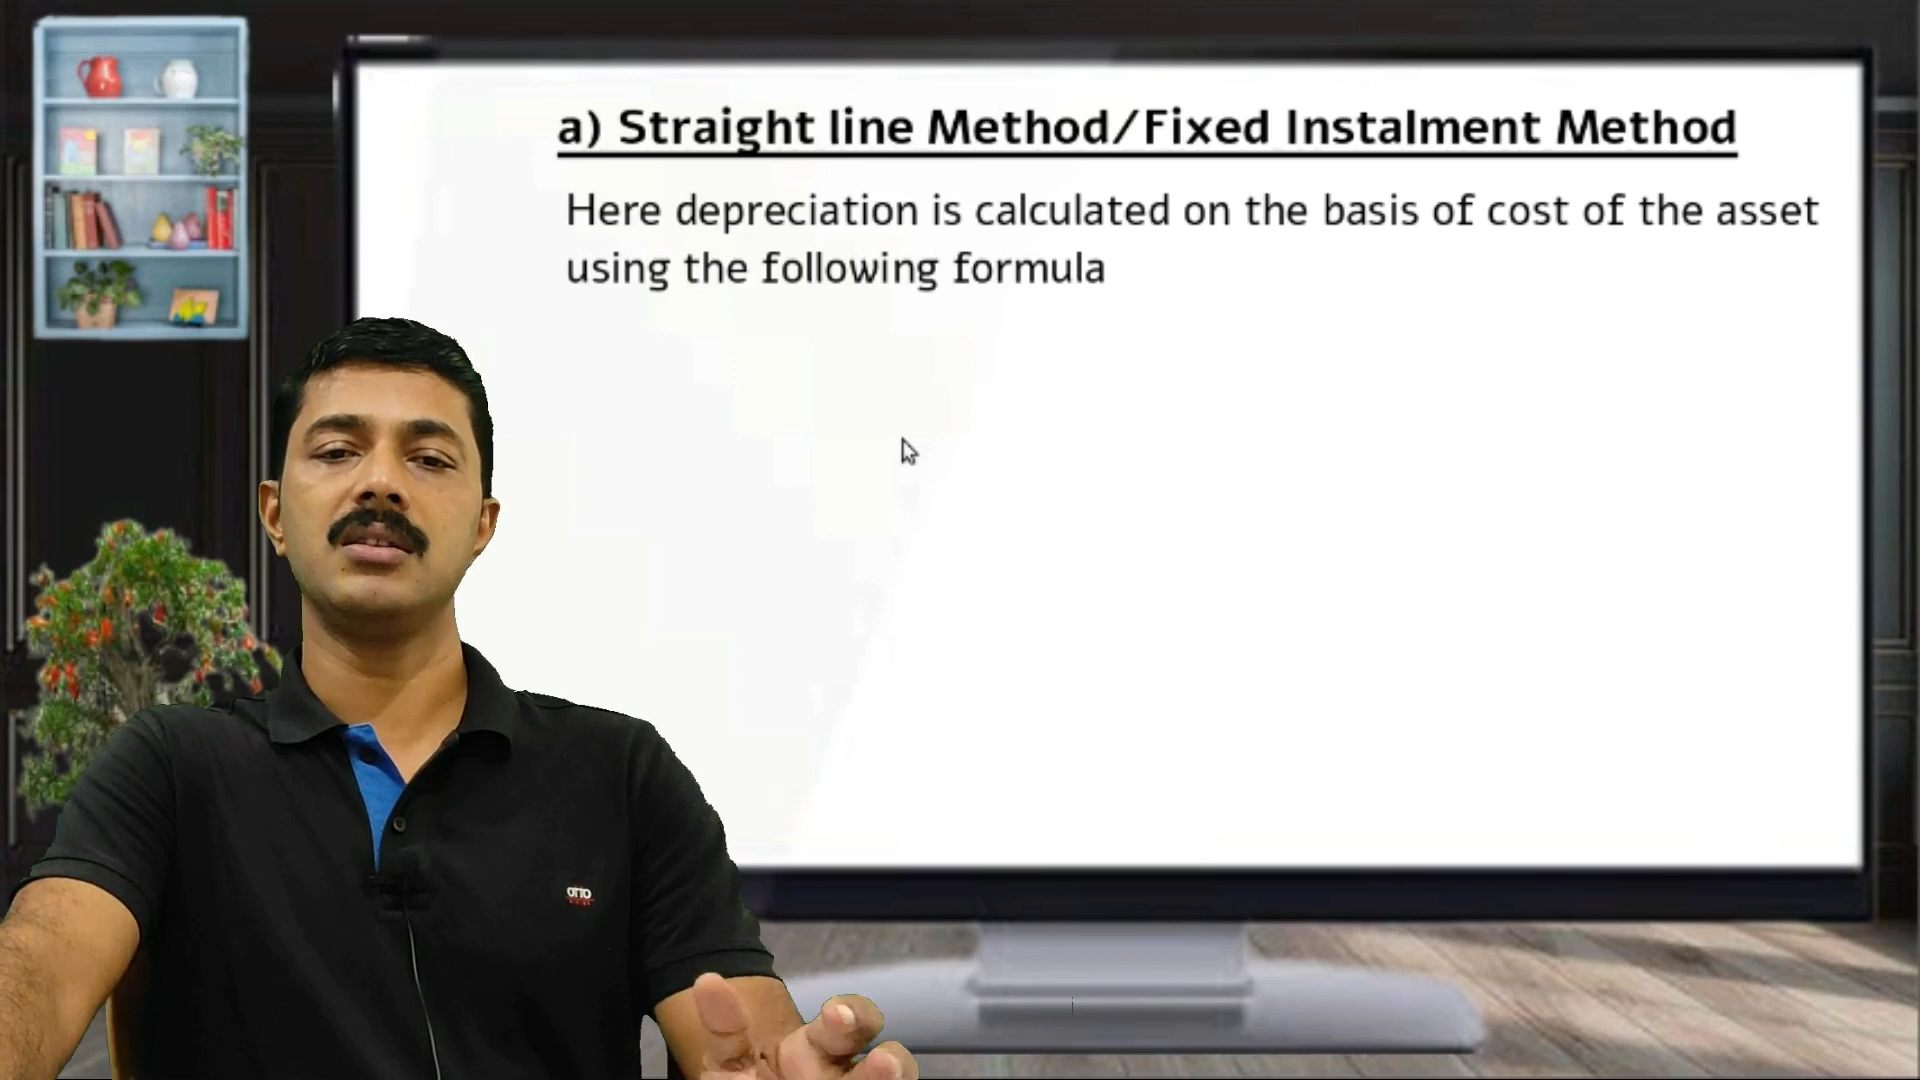 a) Straight line Method/Fixed Instalment Method
Here depreciation is calculated on the basis of cost of the asset
using the following formula
OTTO